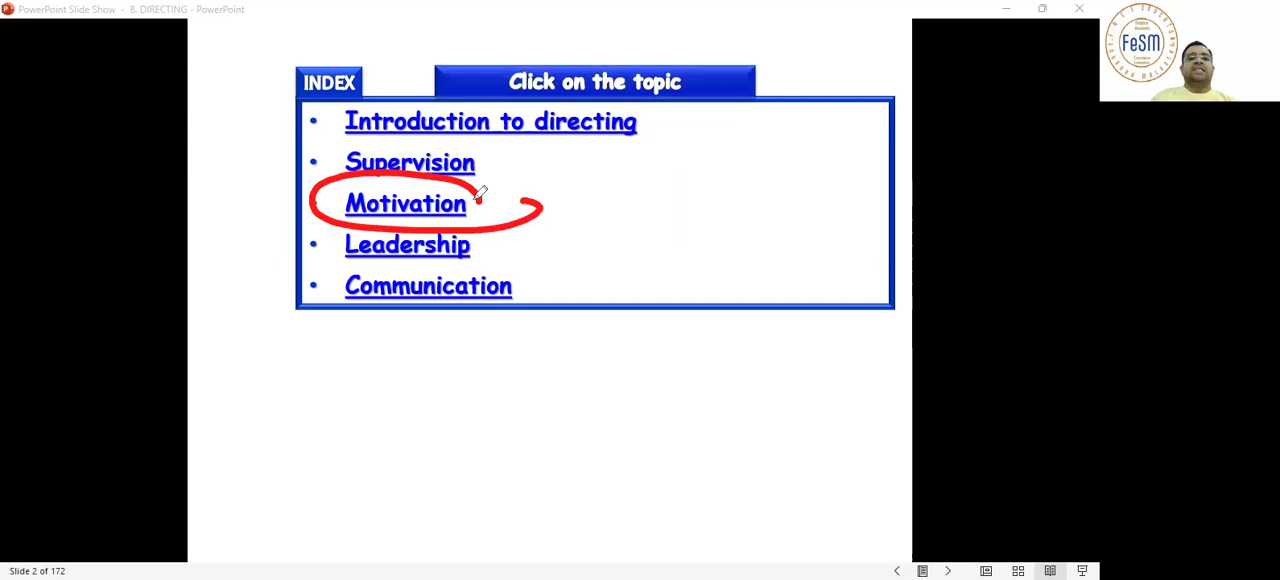 PowerPoint Slide Show - 8. DIRECTING - PowerPoint
FeSM
INDEX
Click on the topic
• Introduction to directing
• Supervision
Motivation
• Leadership
• Communication
Slide 2 of 172